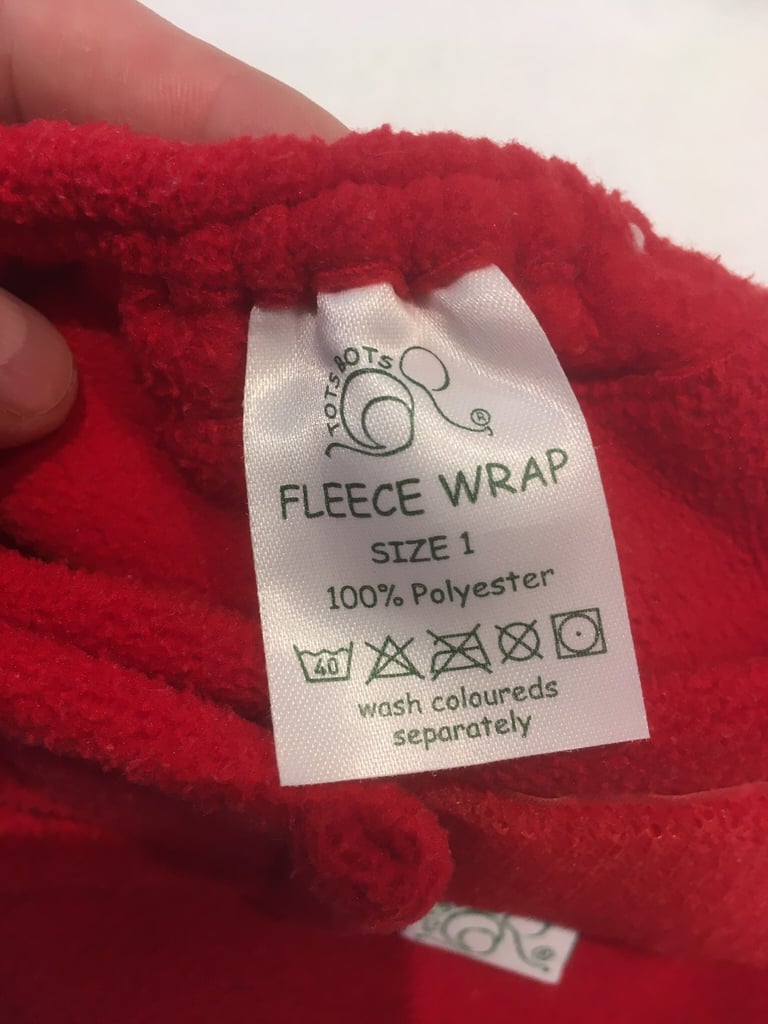 TOTS BOTS ®
FLEECE WRAP
SIZE 1
100% Polyester
40
wash coloureds
separately